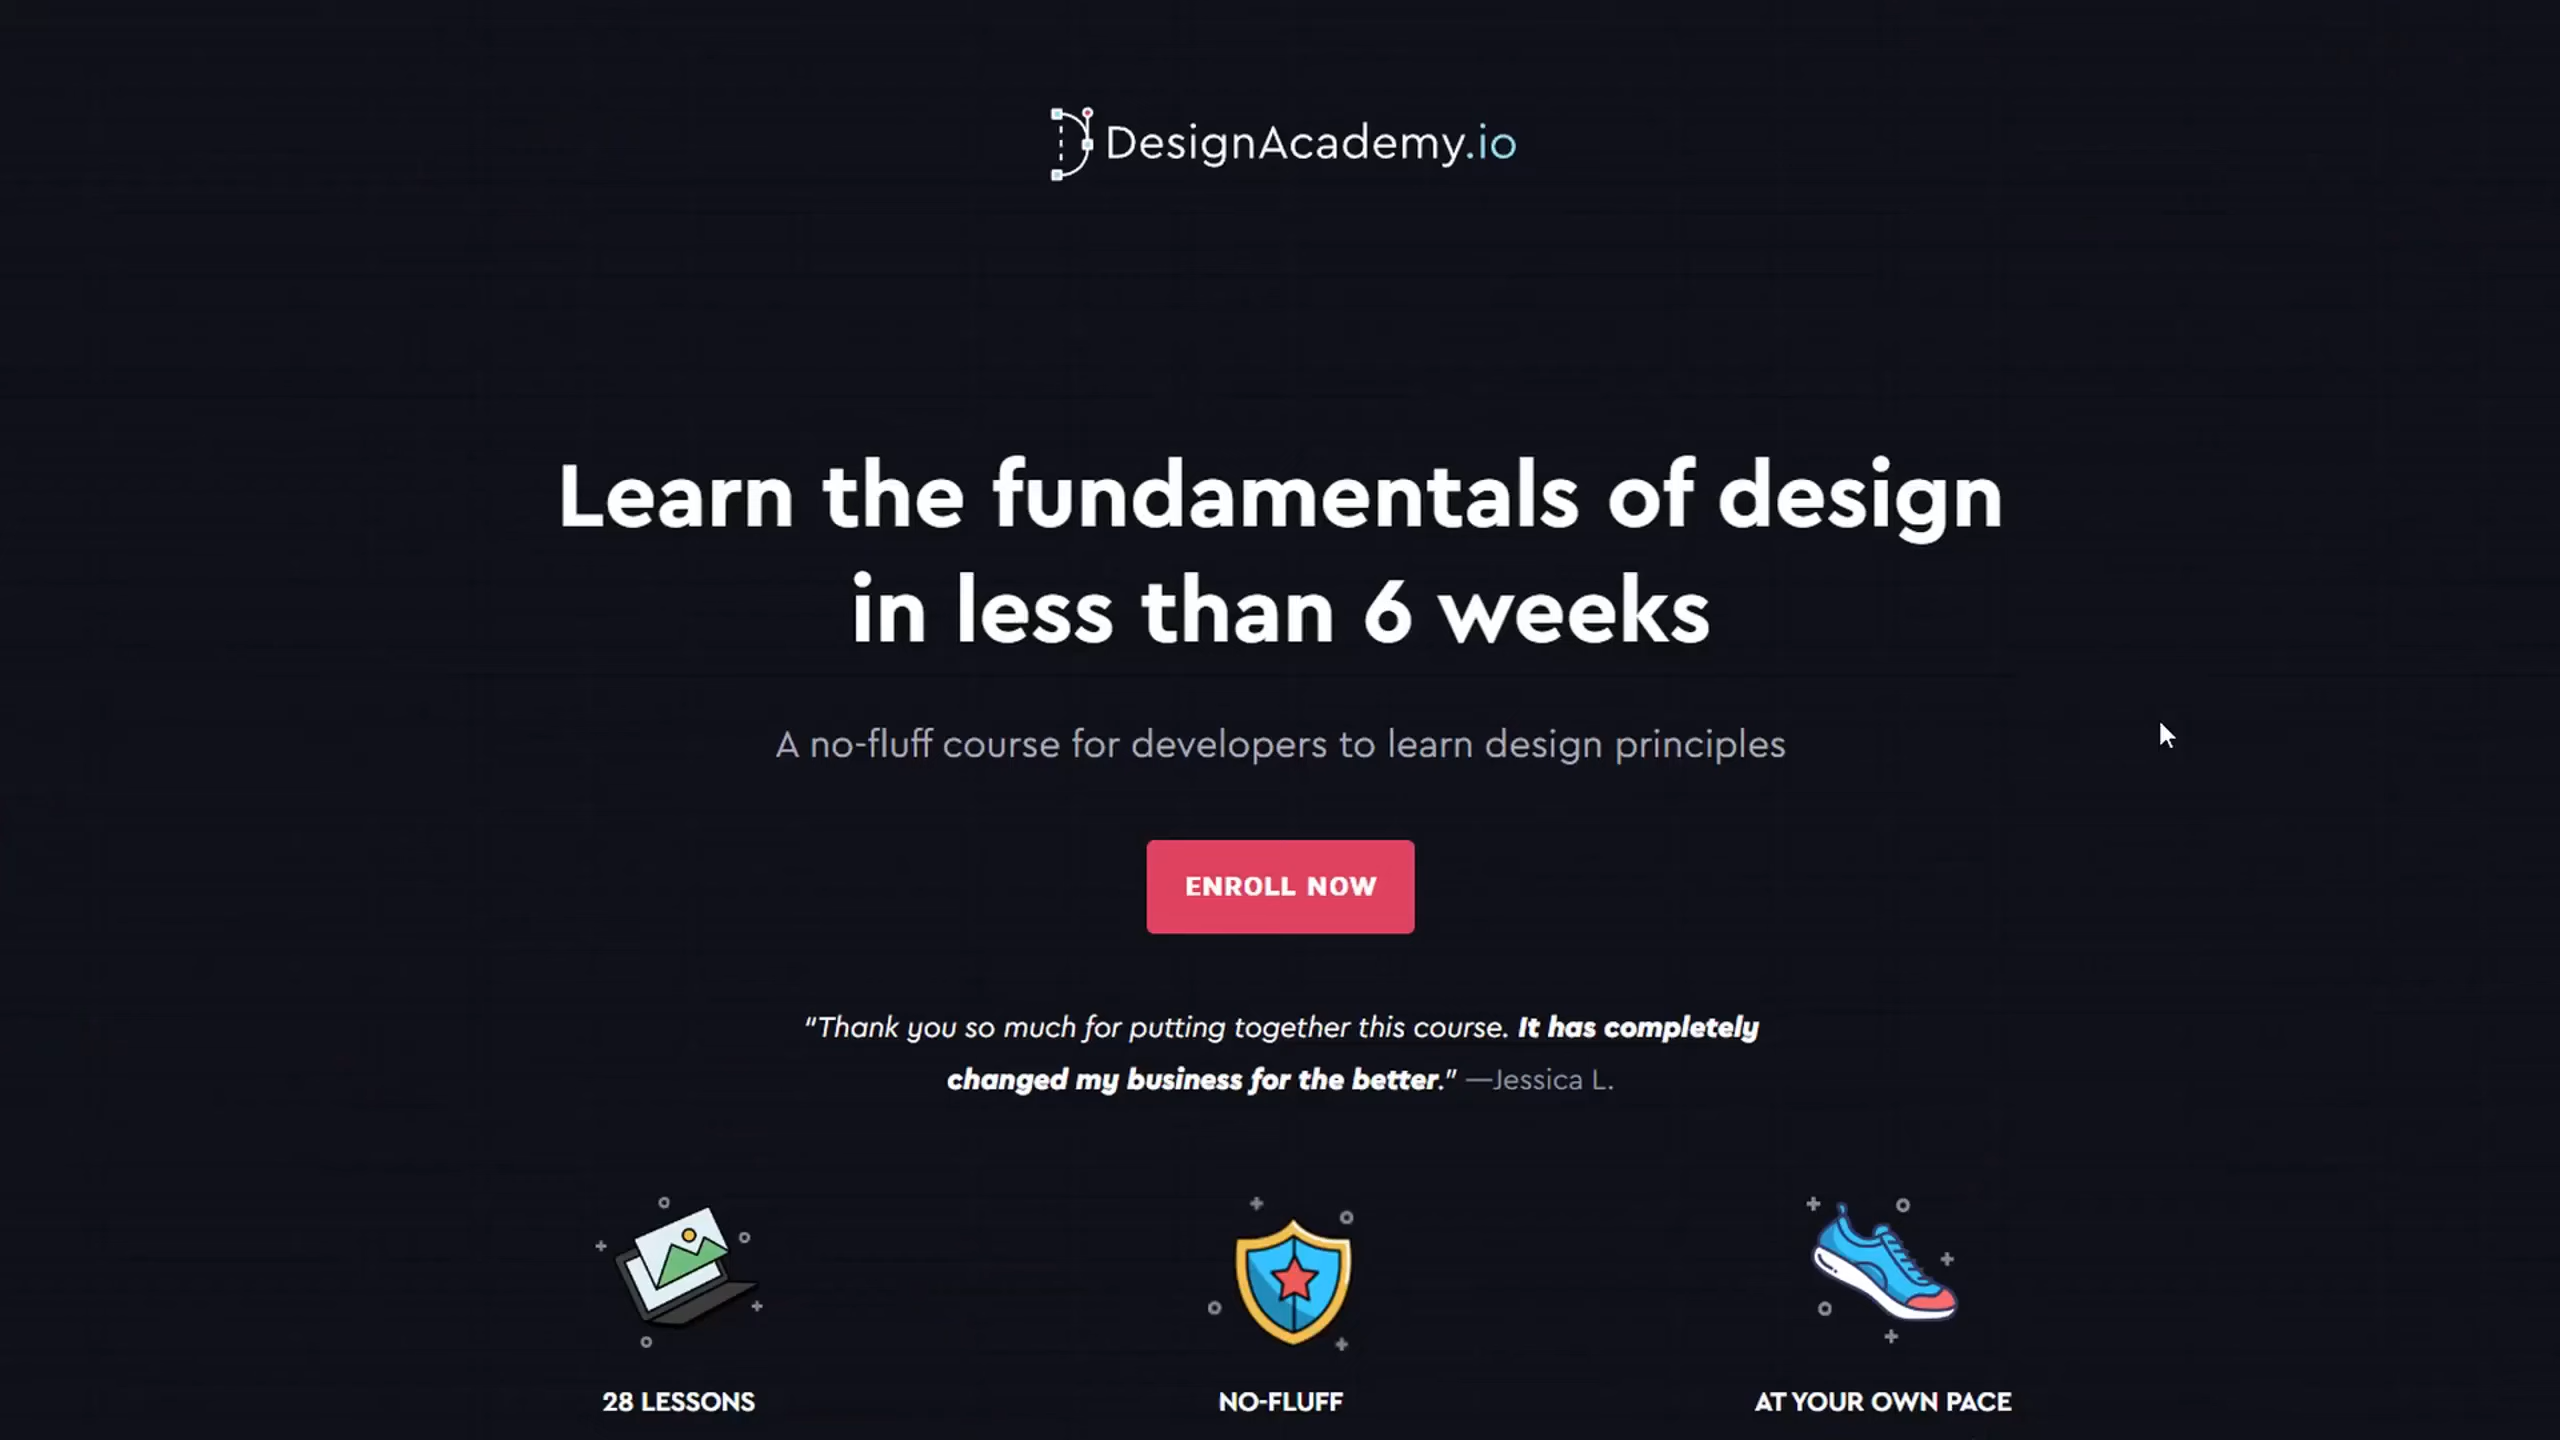 DesignAcademy.io
Learn the fundamentals of design
in less than 6 weeks
A no-fluff course for developers to learn design principles
ENROLL NOW
"Thank you so much for putting together this course. It has completely
changed my business for the better." —Jessica L.
28 LESSONS
NO-FLUFF
AT YOUR OWN PACE